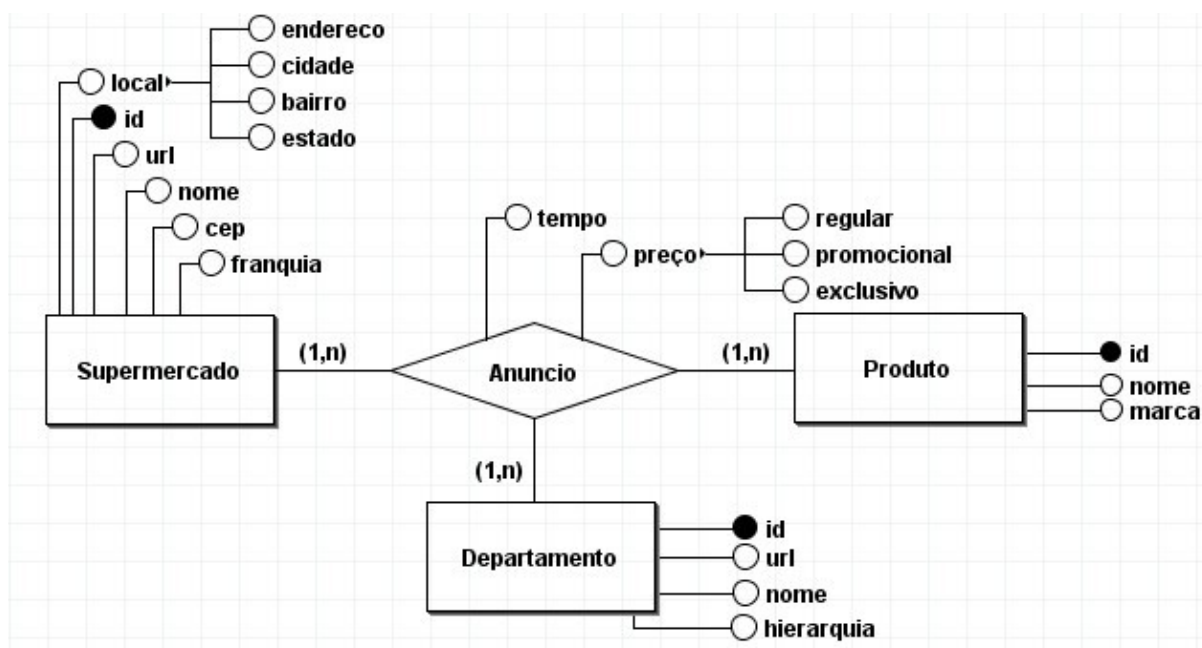 endereco
local
cidade
bairro
id
estado
url
nome
cep
franquia
tempo
regular
preço
promocional
exclusivo
(1,n)
(1,n)
Supermercado
Anuncio
Produto
id
nome
marca
(1,n)
Departamento
id
url
nome
hierarquia